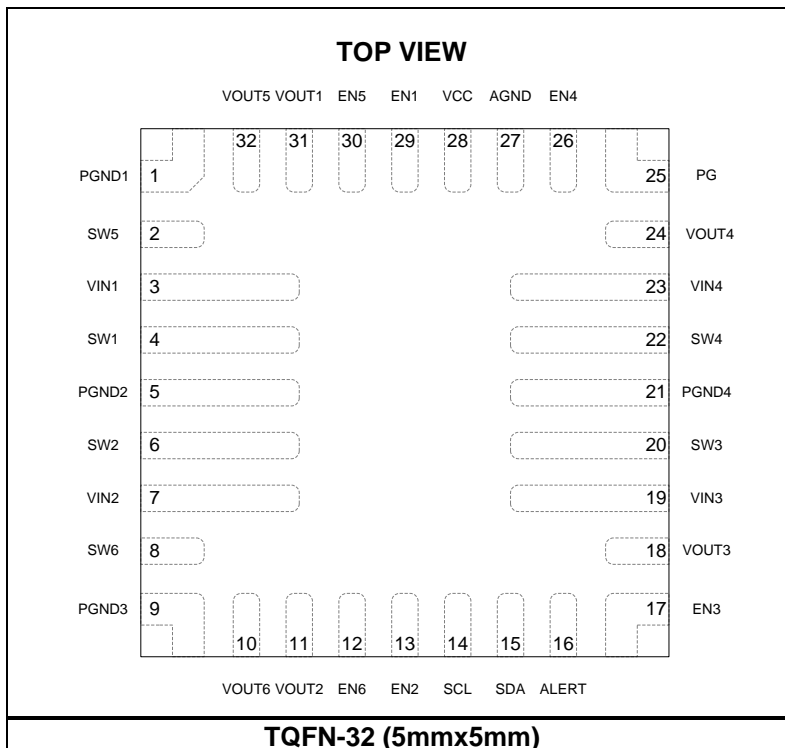 TOP VIEW
VOUT5 VOUT1 EN5 EN1 VCC AGND EN4
32 31 30 29 28 27 26
PGND1 1 25 PG
SW5 2 24 VOUT4
VIN1 3 23 VIN4
SW1 4 22 SW4
PGND2 5 21 PGND4
SW2 6 20 SW3
VIN2 7 19 VIN3
SW6 8 18 VOUT3
PGND3 9 17 EN3
10 11 12 13 14 15 16
VOUT6 VOUT2 EN6 EN2 SCL SDA ALERT
TQFN-32 (5mmx5mm)